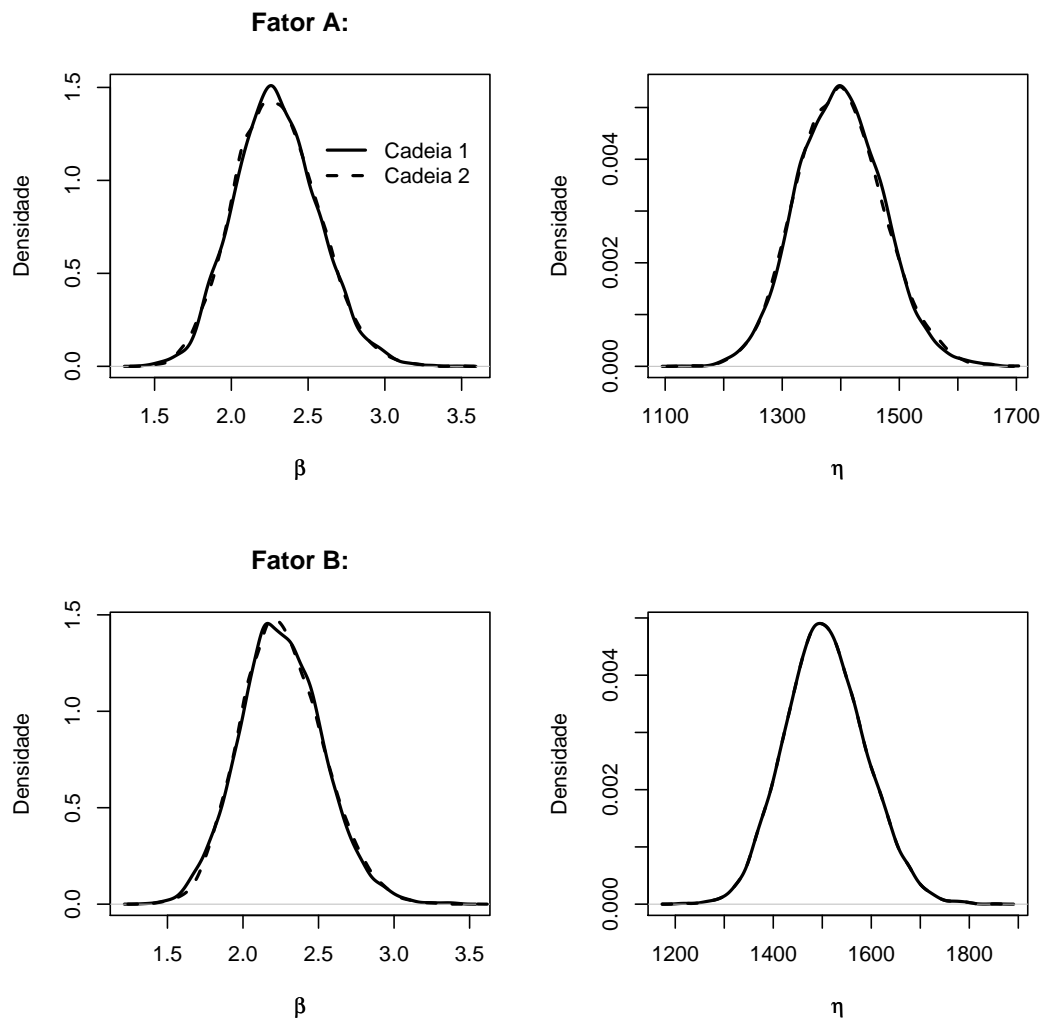 Fator A:
Densidade
0.0 0.5 1.0 1.5
Cadeia 1
Cadeia 2
1.5 2.0 2.5 3.0 3.5
β
Densidade
0.000 0.002 0.004
1100 1300 1500 1700
η
Fator B:
Densidade
0.0 0.5 1.0 1.5
1.5 2.0 2.5 3.0 3.5
β
Densidade
0.000 0.002 0.004
1200 1400 1600 1800
η